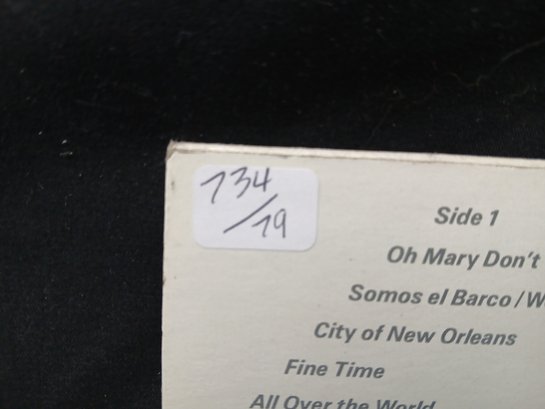 734
/19
Side 1
Oh Mary Don't
Somos el Barco / W
City of New Orleans
Fine Time
All Over the World